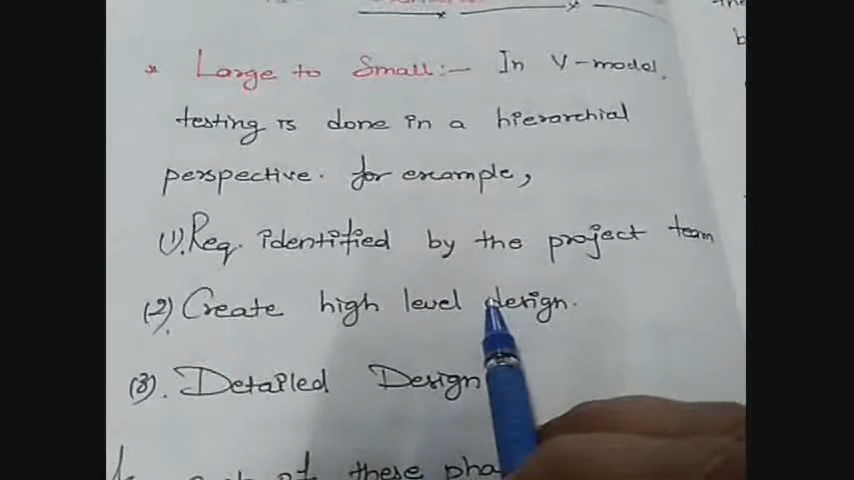 * Large to Small:- In V-model,
testing is done in a hierarchial
perspective. for example,
(1). Req. identified by the project team
(2). Create high level design.
(3). Detailed Design
of these pha